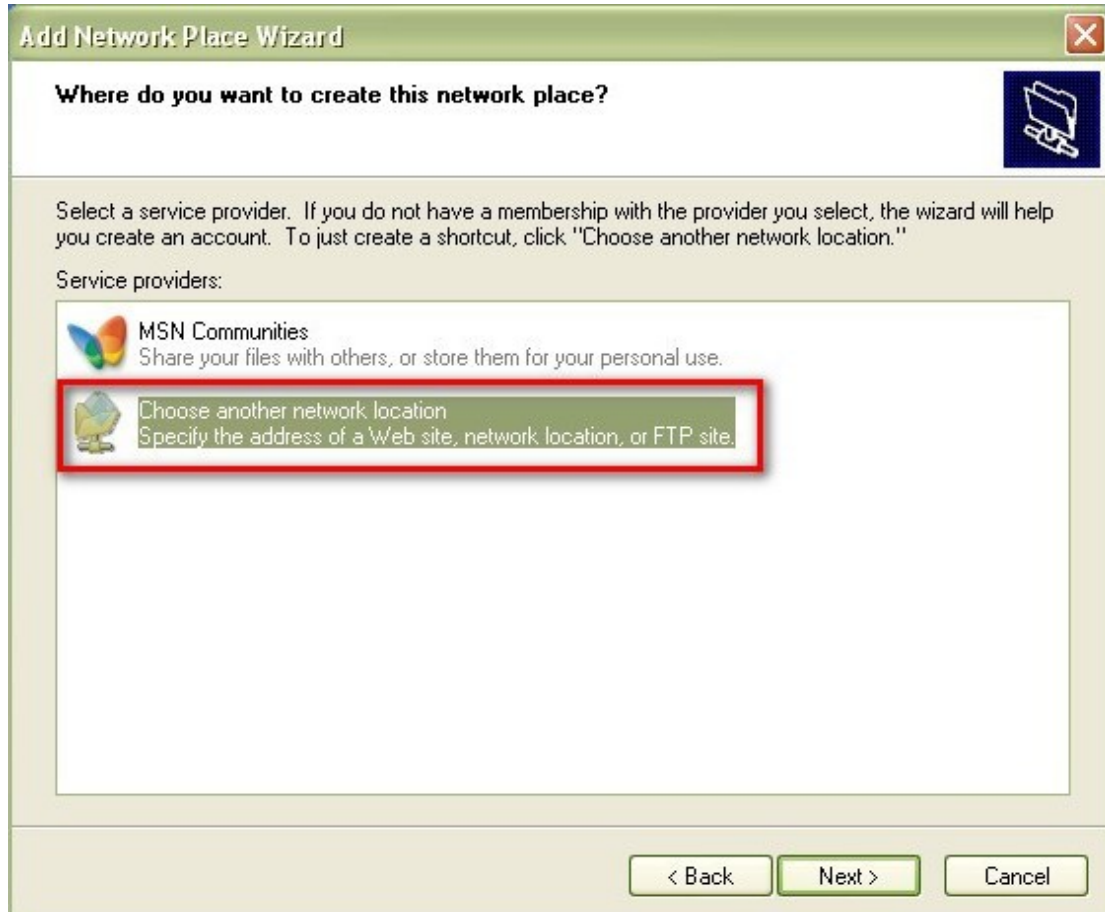 Add Network Place Wizard
Where do you want to create this network place?
Select a service provider.  If you do not have a membership with the provider you select, the wizard will help
you create an account.  To just create a shortcut, click "Choose another network location."
Service providers:
MSN Communities
Share your files with others, or store them for your personal use.
Choose another network location
Specify the address of a Web site, network location, or FTP site.
< Back
Next >
Cancel